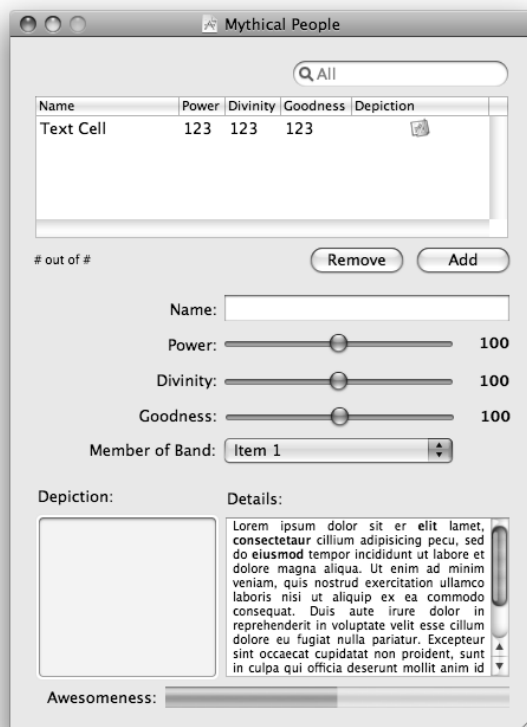 Mythical People
All
Name Power Divinity Goodness Depiction
Text Cell 123 123 123
# out of # Remove Add
Name:
Power: 100
Divinity: 100
Goodness: 100
Member of Band: Item 1
Depiction: Details:
Lorem ipsum dolor sit er elit lamet,
consectetaur cillium adipisicing pecu, sed
do eiusmod tempor incididunt ut labore et
dolore magna aliqua. Ut enim ad minim
veniam, quis nostrud exercitation ullamco
laboris nisi ut aliquip ex ea commodo
consequat. Duis aute irure dolor in
reprehenderit in voluptate velit esse cillum
dolore eu fugiat nulla pariatur. Excepteur
sint occaecat cupidatat non proident, sunt
in culpa qui officia deserunt mollit anim id
Awesomeness: